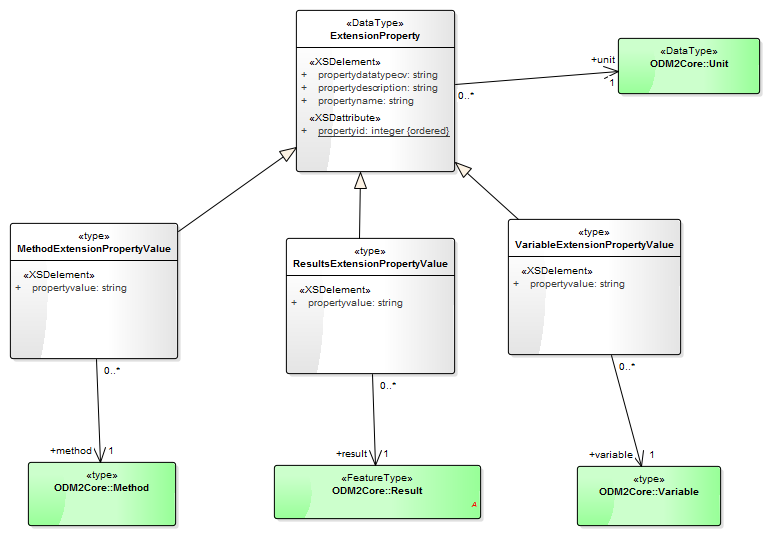 «DataType»
ExtensionProperty
«XSDelement»
+ propertydatatypecv: string
+ propertydescription: string
+ propertyname: string
«XSDattribute»
+ propertyid: integer {ordered}
0..*
+unit
1
«DataType»
ODM2Core::Unit
«type»
MethodExtensionPropertyValue
«XSDelement»
+ propertyvalue: string
0..*
«type»
ResultsExtensionPropertyValue
«XSDelement»
+ propertyvalue: string
0..*
«type»
VariableExtensionPropertyValue
«XSDelement»
+ propertyvalue: string
0..*
+method 1
«type»
ODM2Core::Method
+result 1
«FeatureType»
ODM2Core::Result
A
+variable 1
«type»
ODM2Core::Variable